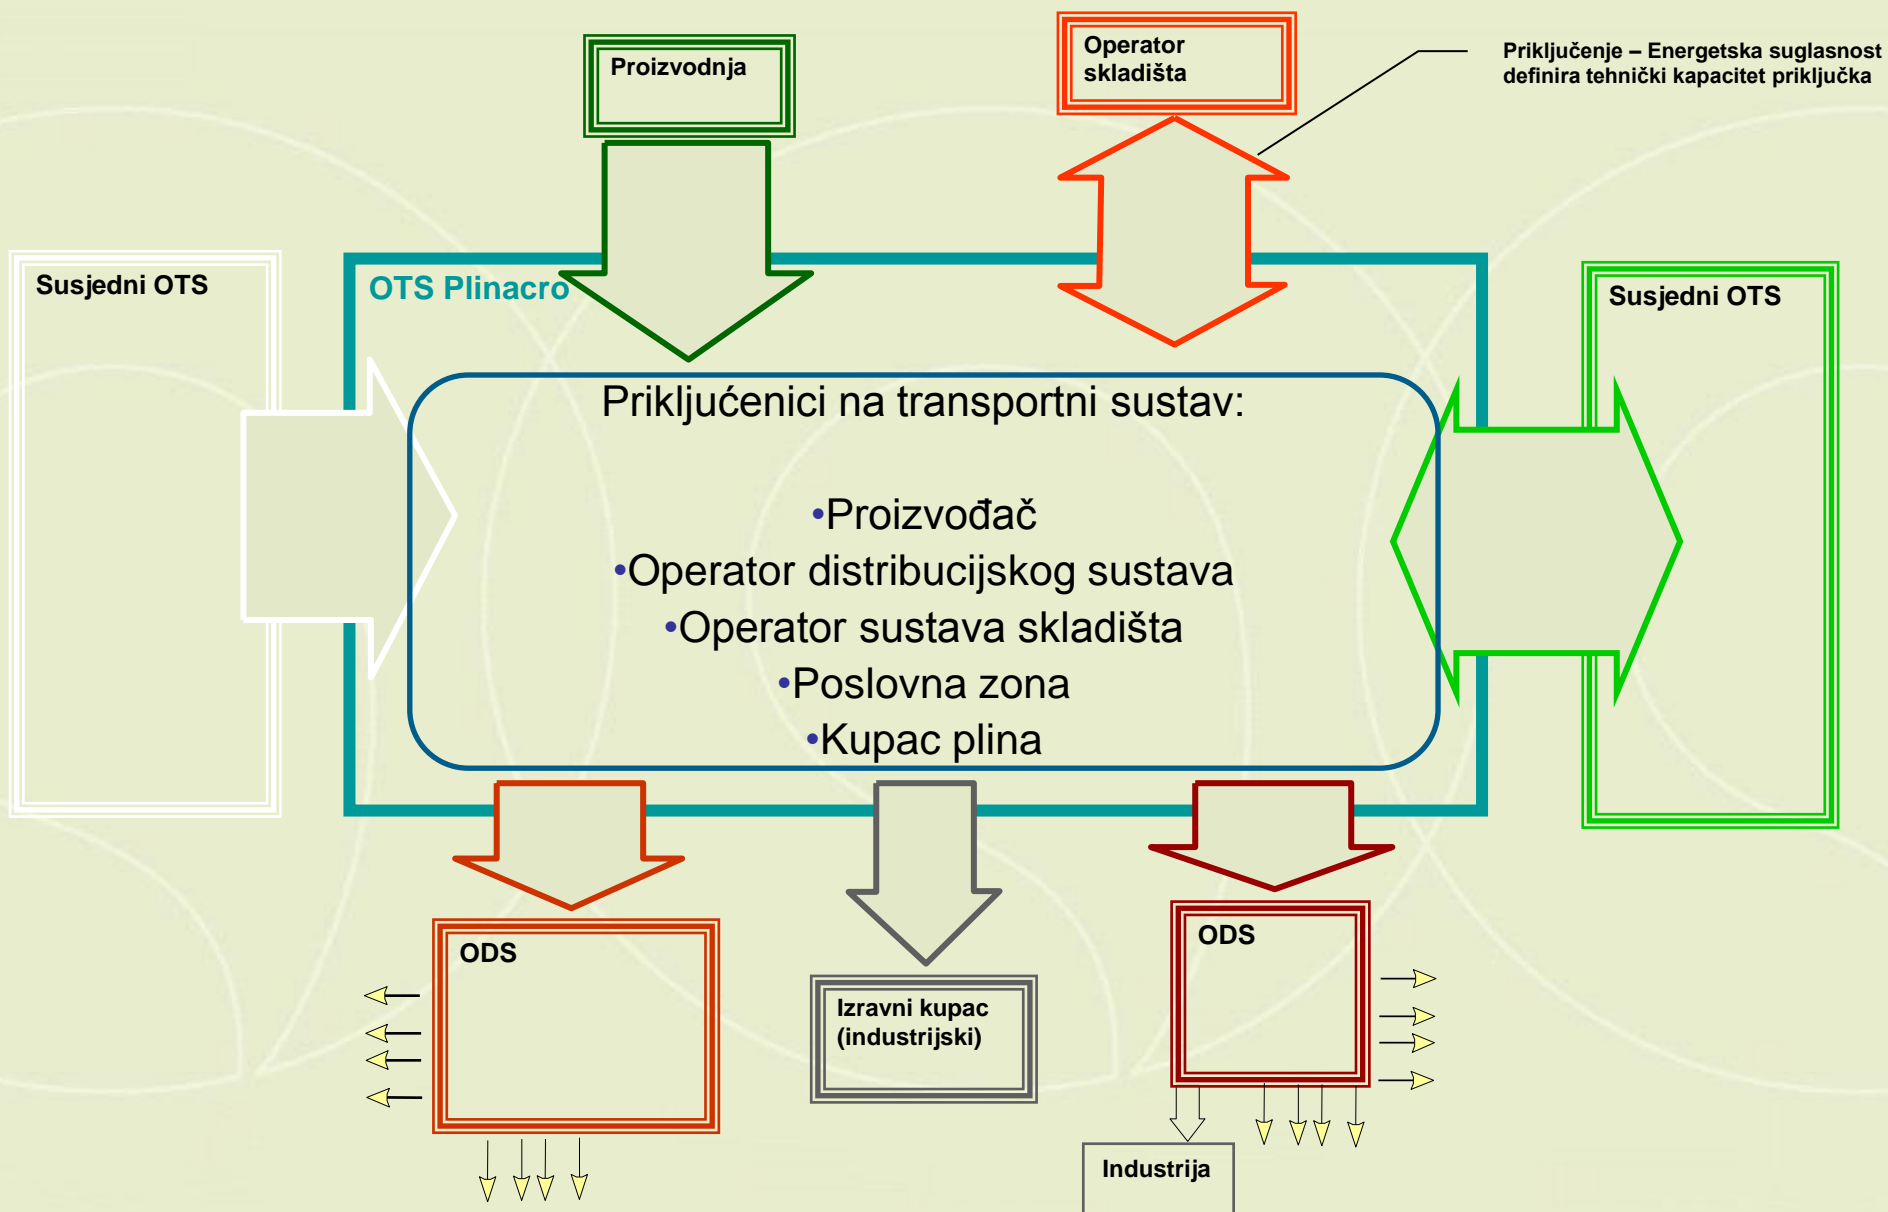 Proizvodnja
Operator
skladišta
Priključenje – Energetska suglasnost
definira tehnički kapacitet priključka
Susjedni OTS
OTS Plinacro
Susjedni OTS
Priključćenici na transportni sustav:
•Proizvođač
•Operator distribucijskog sustava
•Operator sustava skladišta
•Poslovna zona
•Kupac plina
ODS
Izravni kupac
(industrijski)
ODS
Industrija